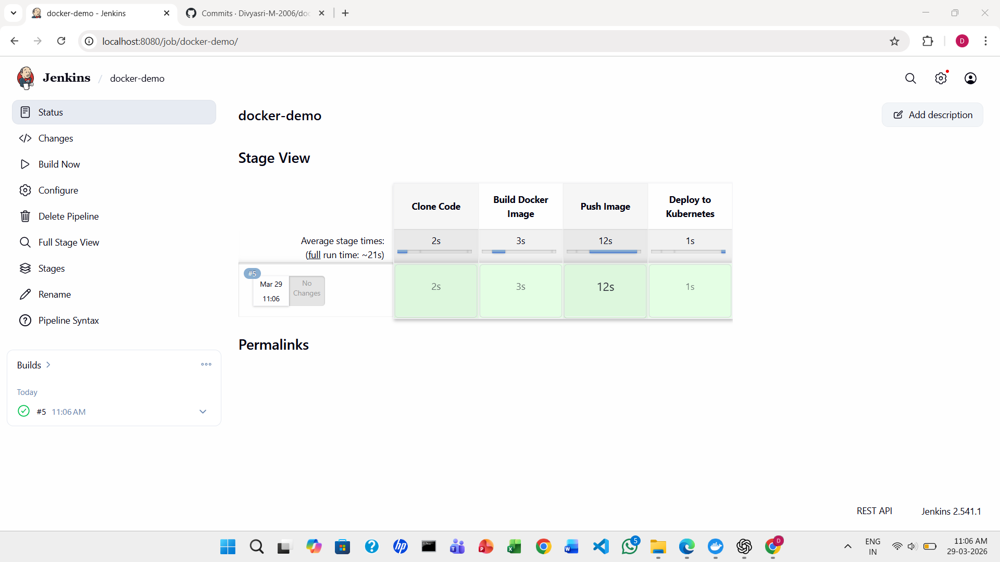 docker-demo - Jenkins
Commits · Divyasri-M-2006/doc
localhost:8080/job/docker-demo/
D
Jenkins / docker-demo
Status
Changes
Build Now
Configure
Delete Pipeline
Full Stage View
Stages
Rename
Pipeline Syntax
Builds
Today
#5 11:06 AM
docker-demo
Add description
Stage View
Clone Code
Build Docker
Image
Push Image
Deploy to
Kubernetes
Average stage times:
(full run time: ~21s)
2s
3s
12s
1s
#5
Mar 29
11:06
No
Changes
2s
3s
12s
1s
Permalinks
REST API
Jenkins 2.541.1
5
D
ENG
IN
11:06 AM
29-03-2026